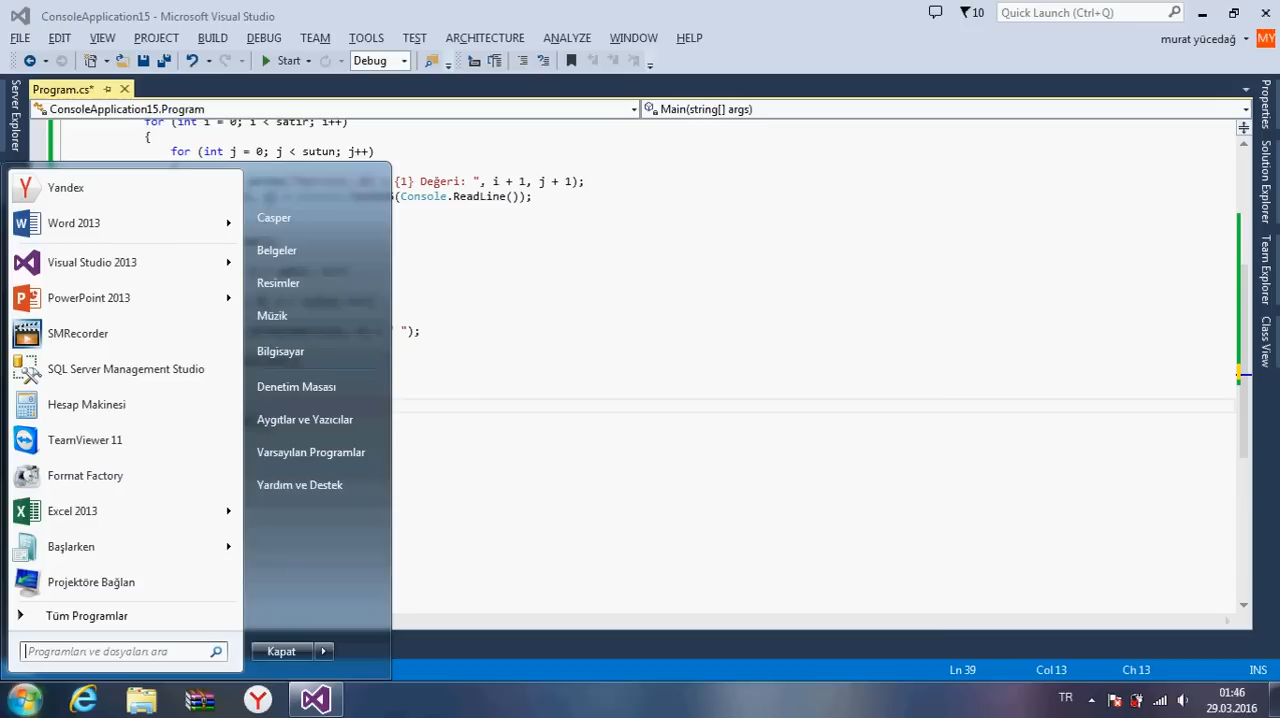 ConsoleApplication15 - Microsoft Visual Studio
10
Quick Launch (Ctrl+Q)
FILE EDIT VIEW PROJECT BUILD DEBUG TEAM TOOLS TEST ARCHITECTURE ANALYZE WINDOW HELP
murat yücedağ
MY
Start
Debug
Program.cs*
ConsoleApplication15.Program
Main(string[] args)
for (int i = 0; i < satir; i++)
{
for (int j = 0; j < sutun; j++)
{1} Değeri: ", i + 1, j + 1);
(Console.ReadLine());
");
Server Explorer
Properties
Solution Explorer
Team Explorer
Class View
Yandex
Word 2013
Visual Studio 2013
PowerPoint 2013
SMRecorder
SQL Server Management Studio
Hesap Makinesi
TeamViewer 11
Format Factory
Excel 2013
Başlarken
Projektöre Bağlan
Tüm Programlar
Programları ve dosyaları ara
Casper
Belgeler
Resimler
Müzik
Bilgisayar
Denetim Masası
Aygıtlar ve Yazıcılar
Varsayılan Programlar
Yardım ve Destek
Kapat
Ln 39
Col 13
Ch 13
INS
TR
01:46
29.03.2016